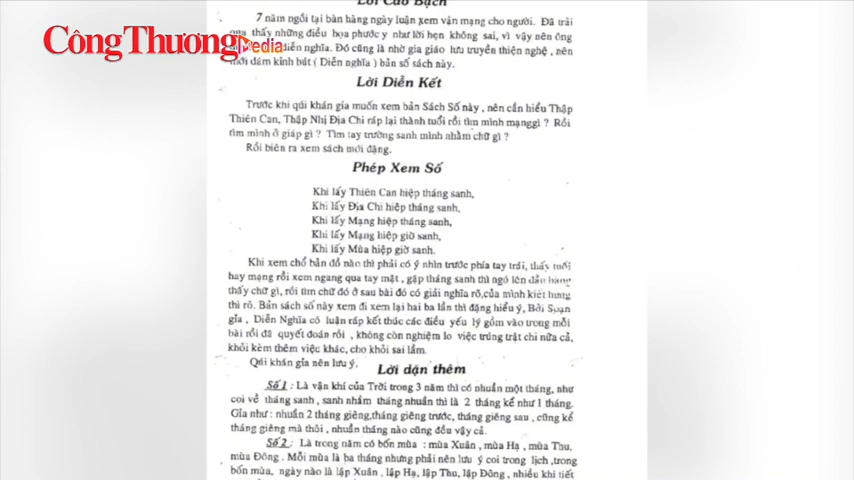 Lời Cáo Bạch
7 năm ngồi tại bàn hàng ngày luận xem vận mạng cho người. Đã trải
qua thấy những điều họa phước y như lời hẹn không sai, vì vậy nên ông
CôngThương Media
diễn nghĩa. Đó cũng là nhờ gia giáo lưu truyền thiện nghệ, nên
mới dám kỉnh bút ( Diễn nghĩa ) bản số sách này.
Lời Diễn Kết
Trước khi qúi khán gỉa muốn xem bản Sách Số này , nên cần hiểu Thập
Thiên Can, Thập Nhị Địa Chi ráp lại thành tuổi rồi tìm mình mạnggì ? Rồi
tìm mình ở giáp gì ? Tìm tay trường sanh mình nhằm chữ gì ?
Rồi biên ra xem sách mới đặng.
Phép Xem Số
Khi lấy Thiên Can hiệp tháng sanh,
Khi lấy Địa Chi hiệp tháng sanh,
Khi lấy Mạng hiệp tháng sanh,
Khi lấy Mạng hiệp giờ sanh,
Khi lấy Mùa hiệp giờ sanh.
Khi xem chổ bản đồ nào thì phải có ý nhìn trước phía tay trái, thấy tuổi
hay mạng rồi xem ngang qua tay mặt , gặp tháng sanh thì ngó lên đầu hàng
thấy chữ gì, rồi tìm chữ đó ở sau bài đó có giải nghĩa rõ,của mình kiết hung
thì rõ. Bản sách số này xem đi xem lại hai ba lần thì đặng hiểu ý, Bởi Soạn
gỉa , Diễn Nghĩa có luận ráp kết thúc các điều yếu lý gồm vào trong mỗi
bài rồi đã quyết đoán rồi , không còn nghiệm lo việc trúng trật chi nữa cả,
khỏi kèm thêm việc khác, cho khỏi sai lầm.
Qúi khán gỉa nên lưu ý.
Lời dặn thêm
Số 1 : Là vận khí của Trời trong 3 năm thì có nhuần một tháng, như
coi về tháng sanh , sanh nhằm tháng nhuần thì là 2 tháng kể như 1 tháng.
Gỉa như : nhuần 2 tháng giêng,tháng giêng trước, tháng giêng sau , cũng kể
tháng giêng mà thôi , nhuần tháng nào cũng đều vậy cả.
Số 2 : Là trong năm có bốn mùa : mùa Xuân , mùa Hạ , mùa Thu,
mùa Đông . Mỗi mùa là ba tháng nhưng phải nên lưu ý coi trong lịch ,trong
bốn mùa, ngày nào là lập Xuân , lập Hạ, lập Thu, lập Đông , nhiều khi tiết